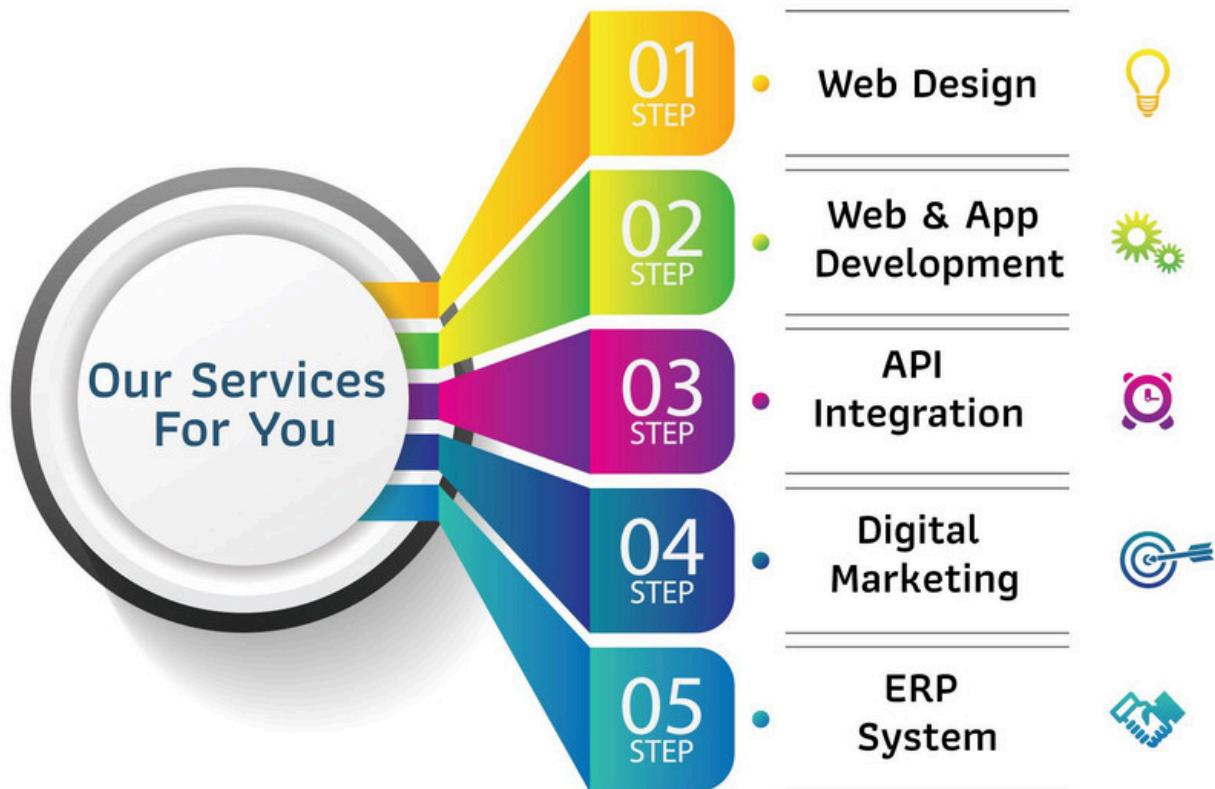 Our Services
For You
01
STEP
Web Design
02
STEP
Web & App
Development
03
STEP
API
Integration
04
STEP
Digital
Marketing
05
STEP
ERP
System